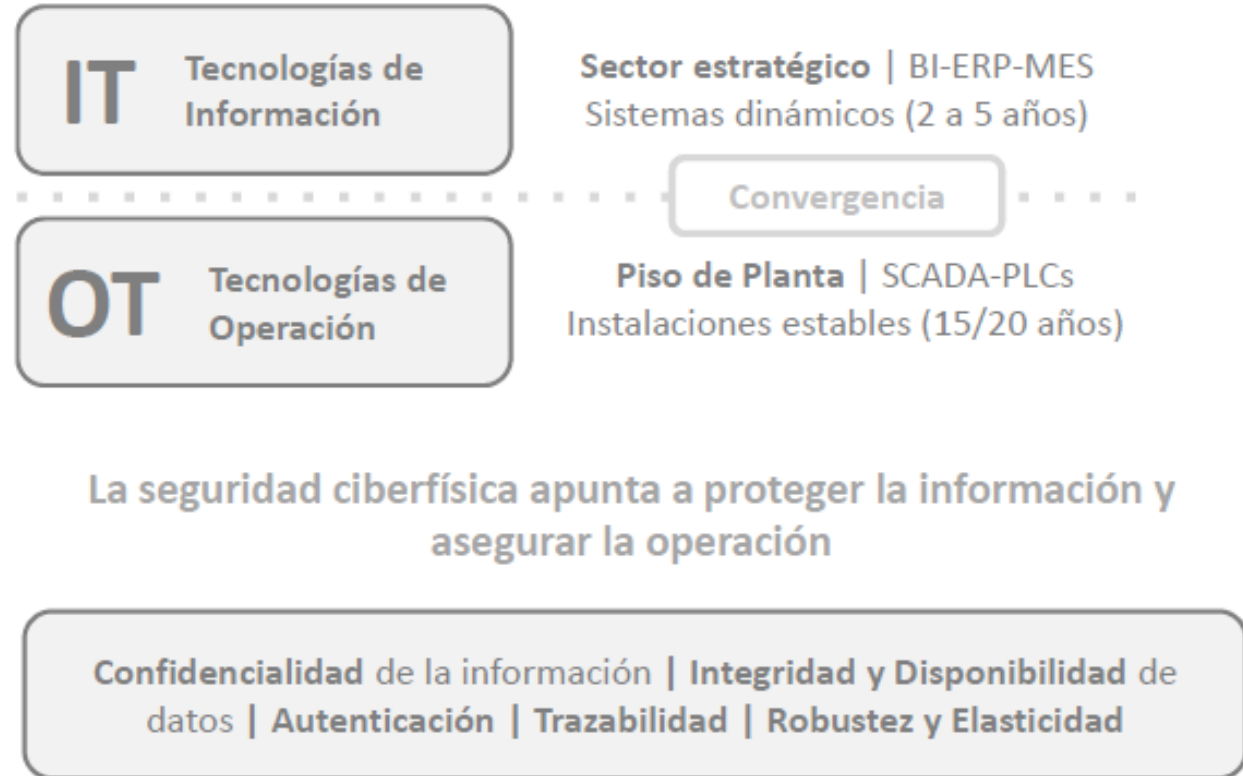 IT
Tecnologías de
Información
Sector estratégico | BI-ERP-MES
Sistemas dinámicos (2 a 5 años)
Convergencia
OT
Tecnologías de
Operación
Piso de Planta | SCADA-PLCs
Instalaciones estables (15/20 años)
La seguridad ciberfísica apunta a proteger la información y
asegurar la operación
Confidencialidad de la información | Integridad y Disponibilidad de
datos | Autenticación | Trazabilidad | Robustez y Elasticidad